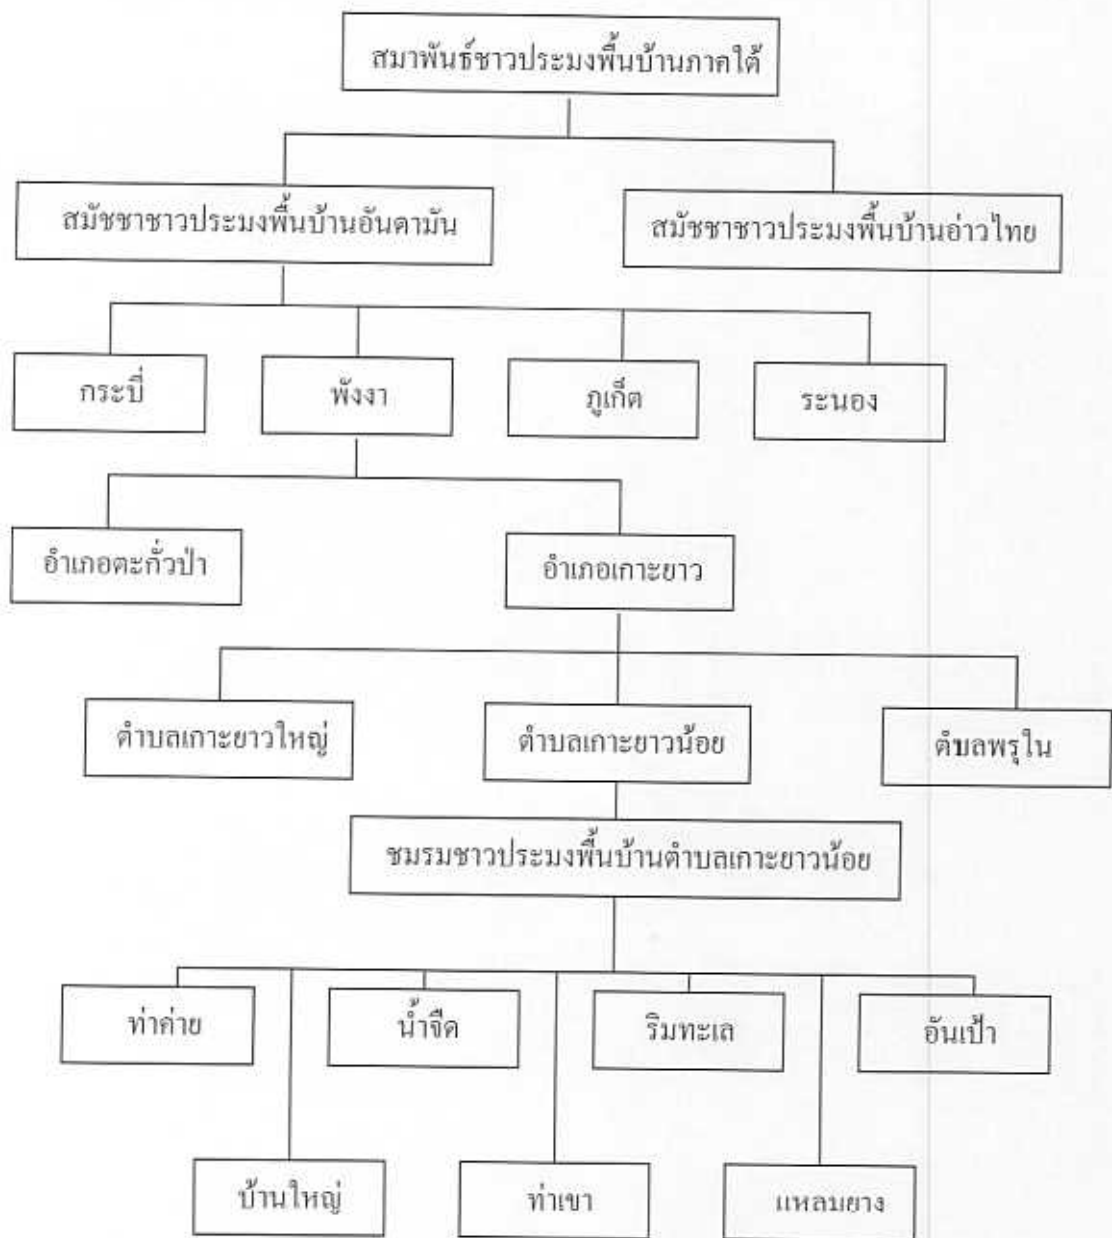 สมาพันธ์ชาวประมงพื้นบ้านภาคใต้
สมัชชาชาวประมงพื้นบ้านอันดามัน
สมัชชาชาวประมงพื้นบ้านอ่าวไทย
กระบี่
พังงา
ภูเก็ต
ระนอง
อำเภอตะกั่วป่า
อำเภอเกาะยาว
ตำบลเกาะยาวใหญ่
ตำบลเกาะยาวน้อย
ตำบลพรุใน
ชมรมชาวประมงพื้นบ้านตำบลเกาะยาวน้อย
ท่าค่าย
น้ำจืด
ริมทะเล
อันเป้า
บ้านใหญ่
ท่าเขา
แหลมยาง